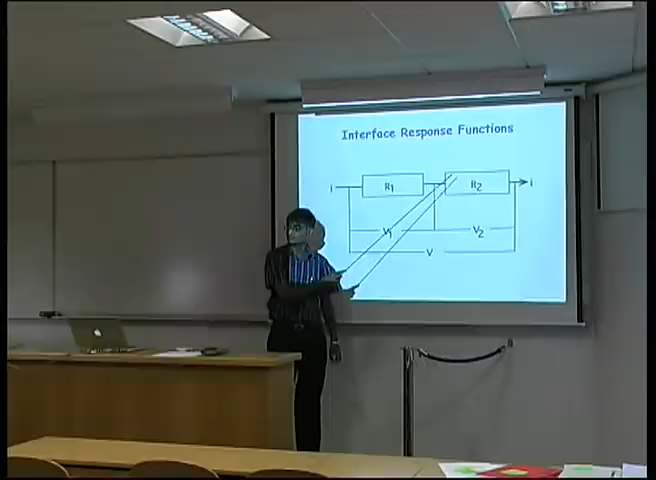 Interface Response Functions
i R1 R2 i
V1 V2
V